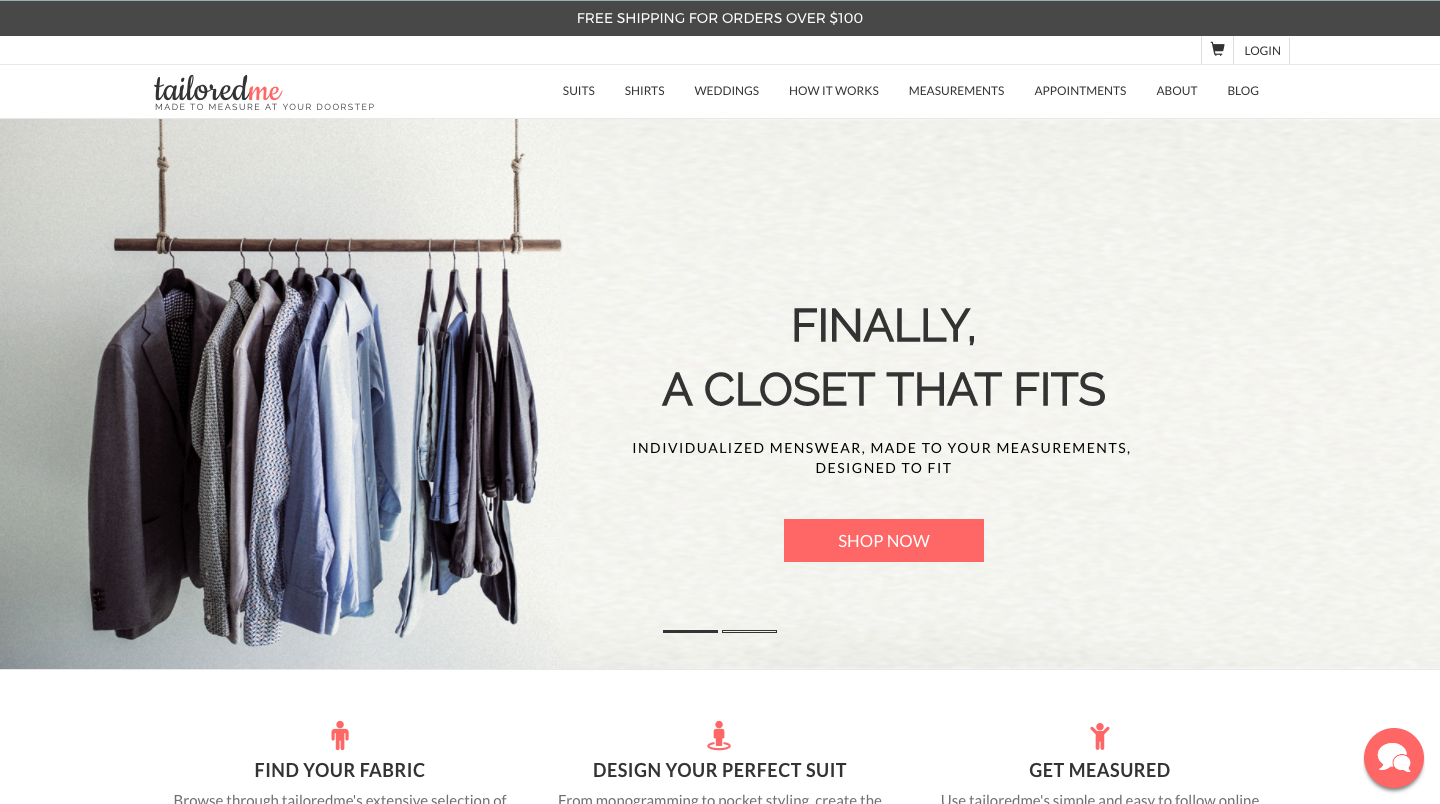 FREE SHIPPING FOR ORDERS OVER $100
LOGIN
tailoredme
MADE TO MEASURE AT YOUR DOORSTEP
SUITS SHIRTS WEDDINGS HOW IT WORKS MEASUREMENTS APPOINTMENTS ABOUT BLOG
FINALLY,
A CLOSET THAT FITS
INDIVIDUALIZED MENSWEAR, MADE TO YOUR MEASUREMENTS,
DESIGNED TO FIT
SHOP NOW
FIND YOUR FABRIC DESIGN YOUR PERFECT SUIT GET MEASURED
Browse through tailoredme's extensive selection of From monogramming to pocket styling, create the Use tailoredme's simple and easy to follow online